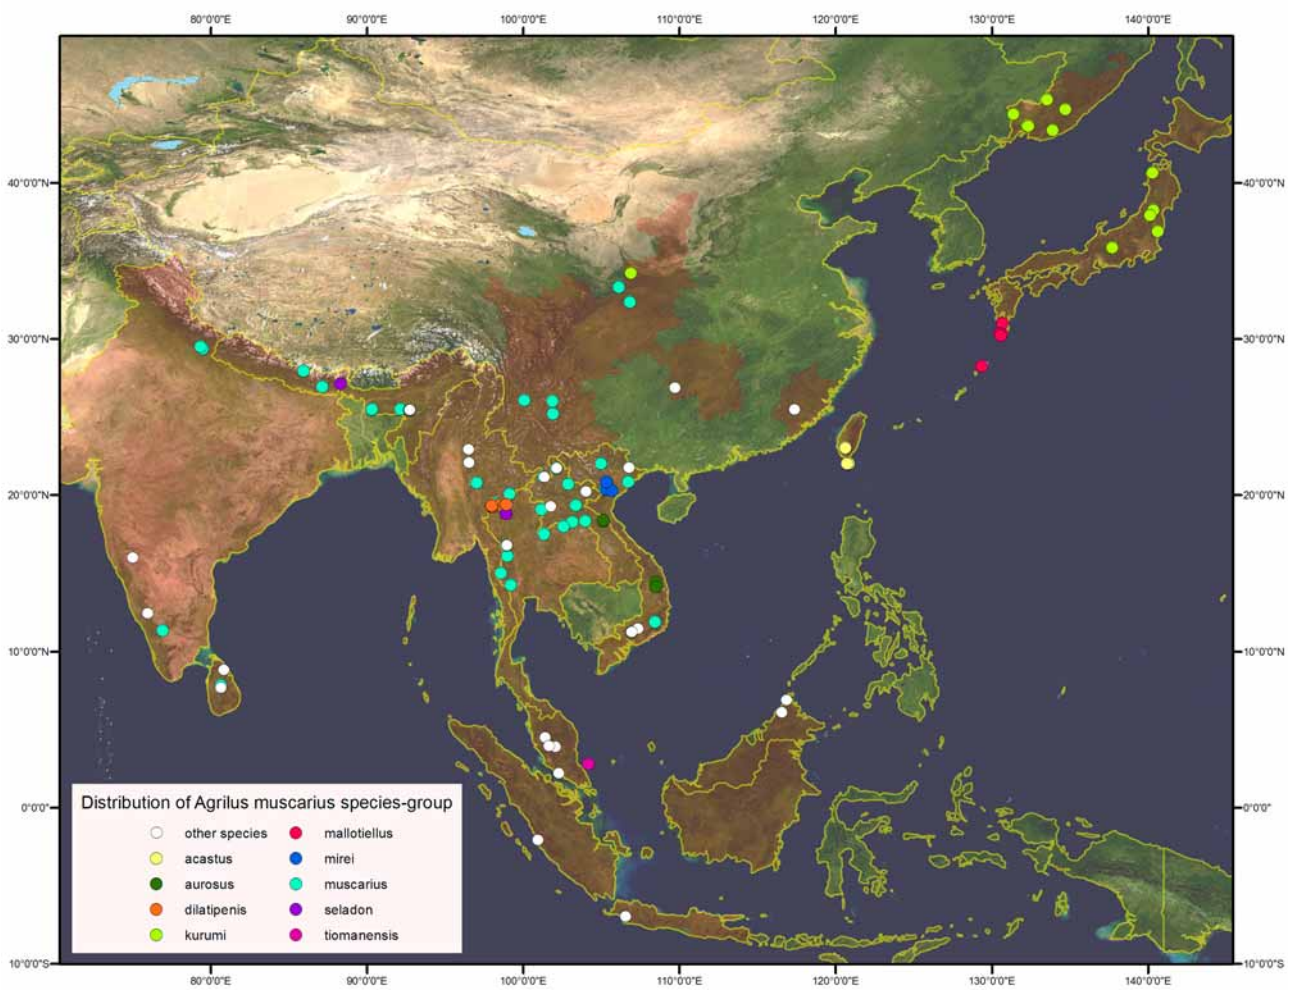 80°0'0"E 90°0'0"E 100°0'0"E 110°0'0"E 120°0'0"E 130°0'0"E 140°0'0"E
40°0'0"N 40°0'0"N
30°0'0"N 30°0'0"N
20°0'0"N 20°0'0"N
10°0'0"N 10°0'0"N
0°0'0" 0°0'0"
10°0'0"S 10°0'0"S
Distribution of Agrilus muscarius species-group
other species mallotiellus
acastus mirei
aurosus muscarius
dilatipenis seladon
kurumi tiomanensis
80°0'0"E 90°0'0"E 100°0'0"E 110°0'0"E 120°0'0"E 130°0'0"E 140°0'0"E